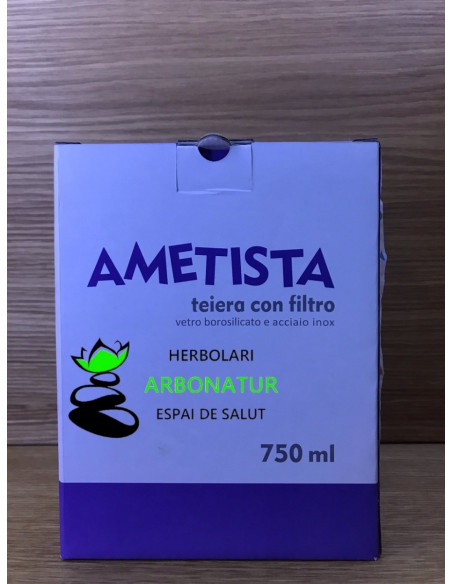 AMETISTA
teiera con filtro
vetro borosilicato e acciaio inox
HERBOLARI
ARBONATUR
ESPAI DE SALUT
750 ml